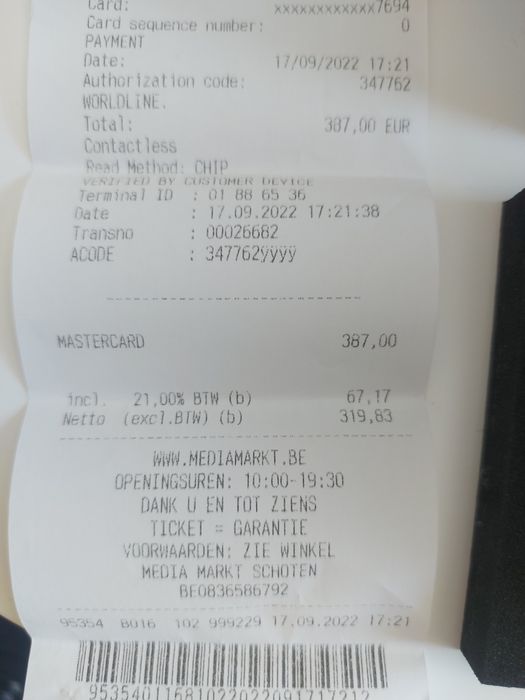 Card: xxxxxxxxxxxx7694
Card sequence number: 0
PAYMENT
Date: 17/09/2022 17:21
Authorization code: 347762
WORLDLINE.
Total: 387,00 EUR
Contactless
Read Method: CHIP
VERIFIED BY CUSTOMER DEVICE
Terminal ID : 01 88 65 36
Date : 17.09.2022 17:21:38
Transno : 00026682
ACODE : 347762ÿÿÿÿ
MASTERCARD 387,00
incl. 21,00% BTW (b) 67,17
Netto (excl.BTW) (b) 319,83
WWW.MEDIAMARKT.BE
OPENINGSUREN: 10:00-19:30
DANK U EN TOT ZIENS
TICKET = GARANTIE
VOORWAARDEN: ZIE WINKEL
MEDIA MARKT SCHOTEN
BE0836586792
95354 B016 102 999229 17.09.2022 17:21